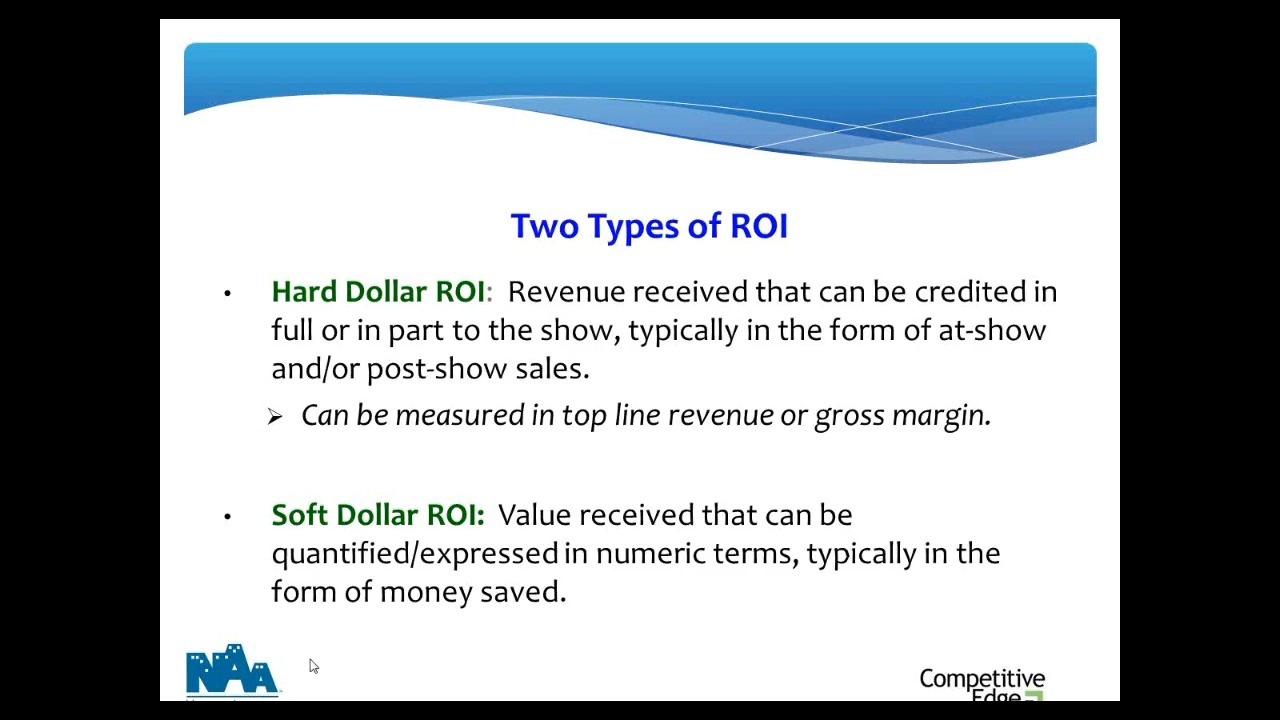 Two Types of ROI
• Hard Dollar ROI: Revenue received that can be credited in
full or in part to the show, typically in the form of at-show
and/or post-show sales.
➢ Can be measured in top line revenue or gross margin.
• Soft Dollar ROI: Value received that can be
quantified/expressed in numeric terms, typically in the
form of money saved.
NAA
Competitive
Edge